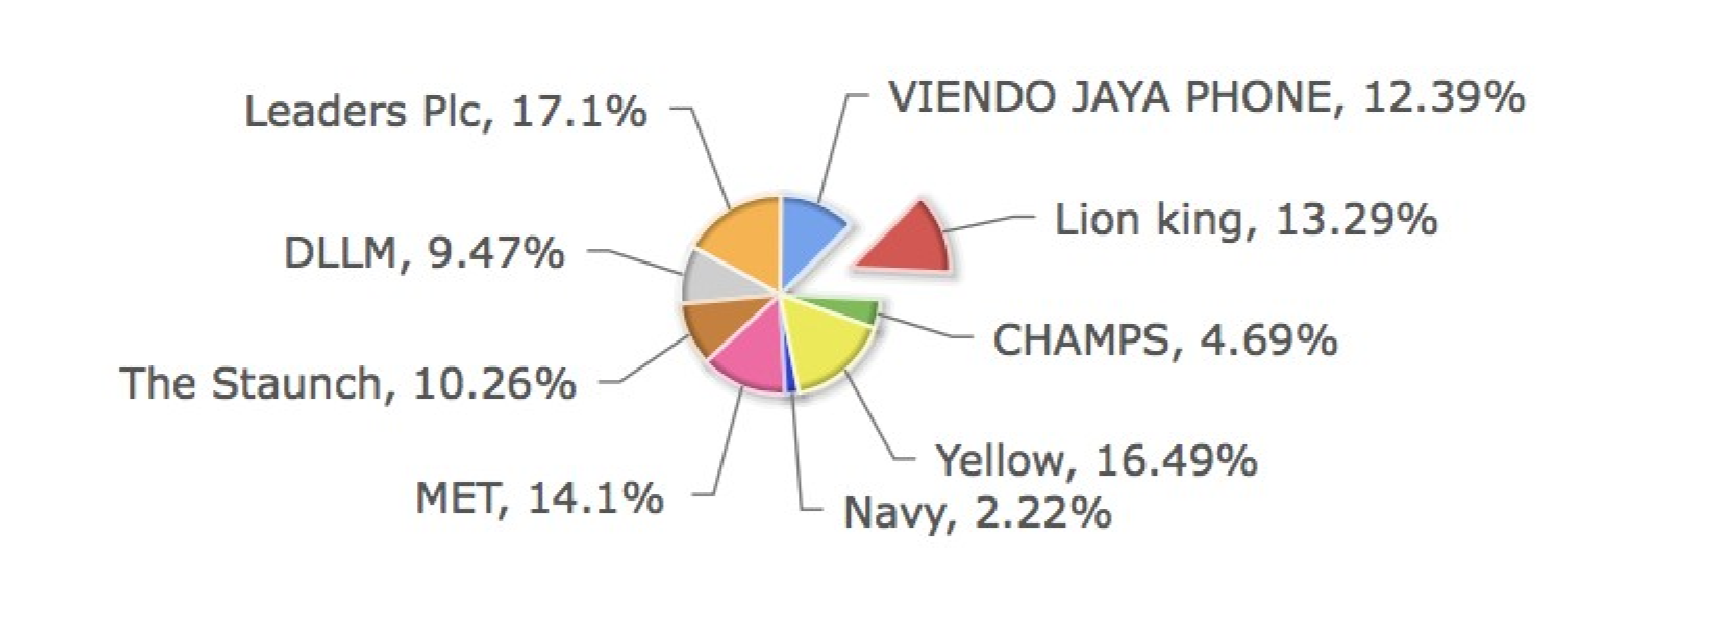 Leaders Plc, 17.1%
VIENDO JAYA PHONE, 12.39%
Lion king, 13.29%
DLLM, 9.47%
CHAMPS, 4.69%
The Staunch, 10.26%
Yellow, 16.49%
MET, 14.1%
Navy, 2.22%